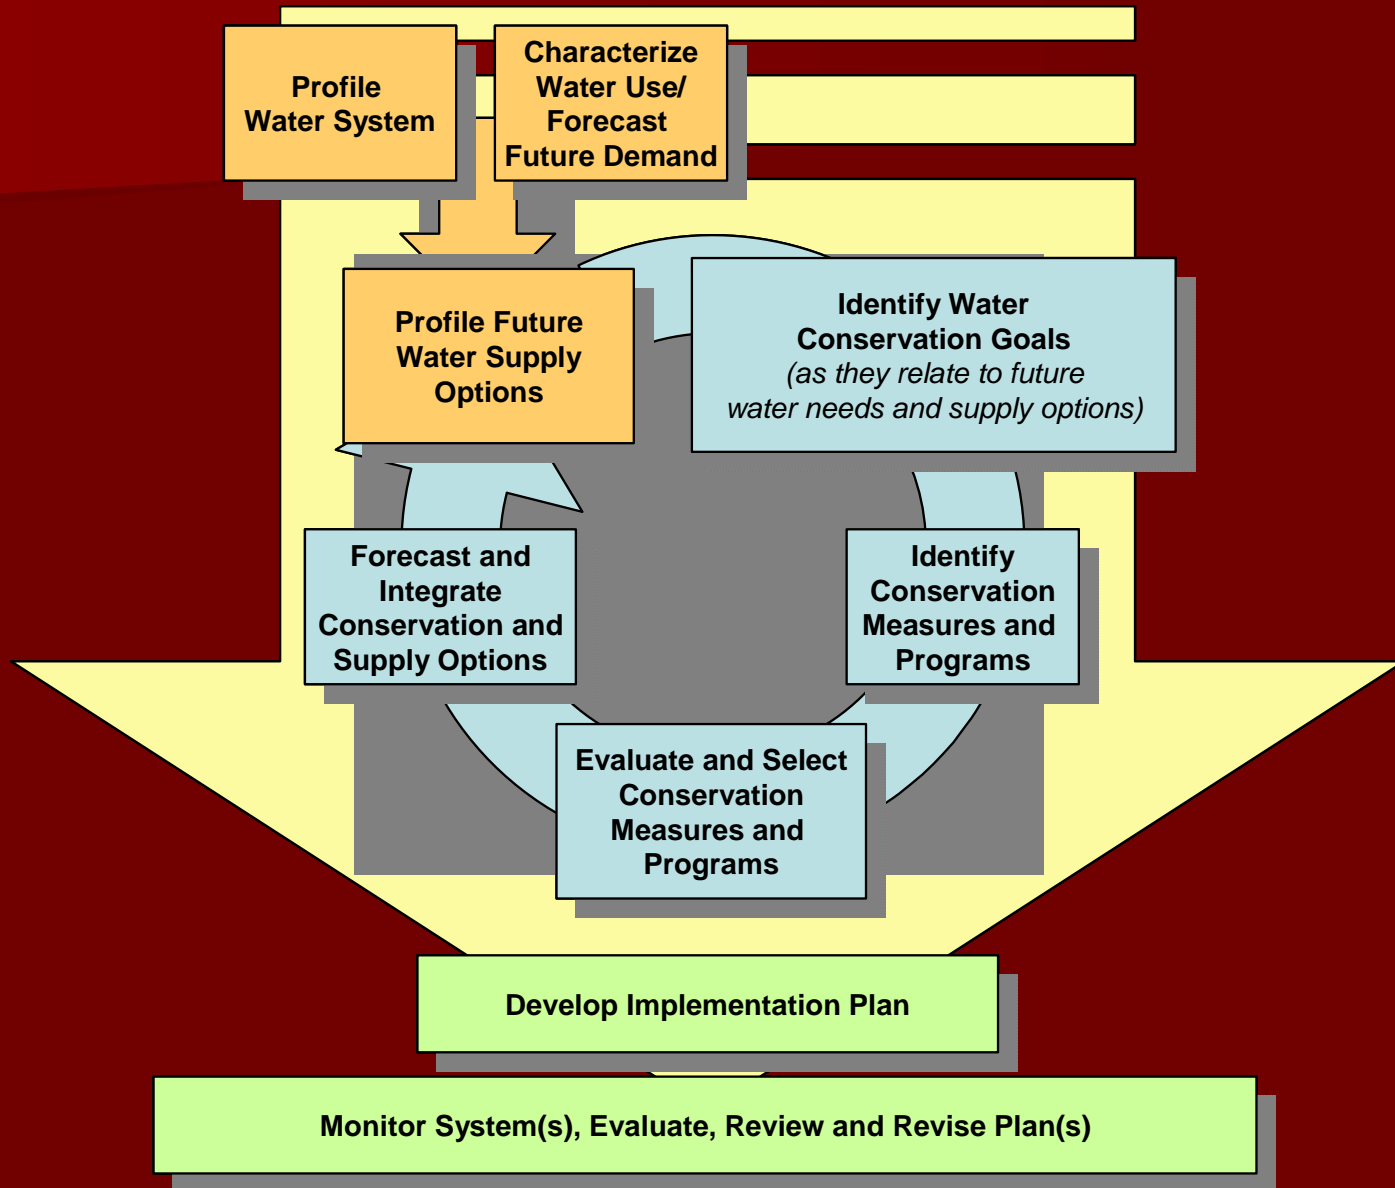 Profile
Water System
Characterize
Water Use/
Forecast
Future Demand
Profile Future
Water Supply
Options
Identify Water
Conservation Goals
(as they relate to future
water needs and supply options)
Forecast and
Integrate
Conservation and
Supply Options
Identify
Conservation
Measures and
Programs
Evaluate and Select
Conservation
Measures and
Programs
Develop Implementation Plan
Monitor System(s), Evaluate, Review and Revise Plan(s)